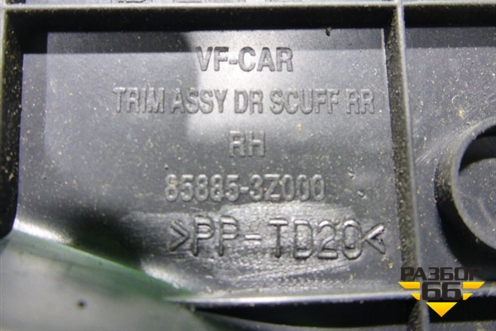 VF-CAR
TRIM ASSY DR SCUFF RR
RH
85885-3Z000
>PP-TD20<
РАЗБОР
66